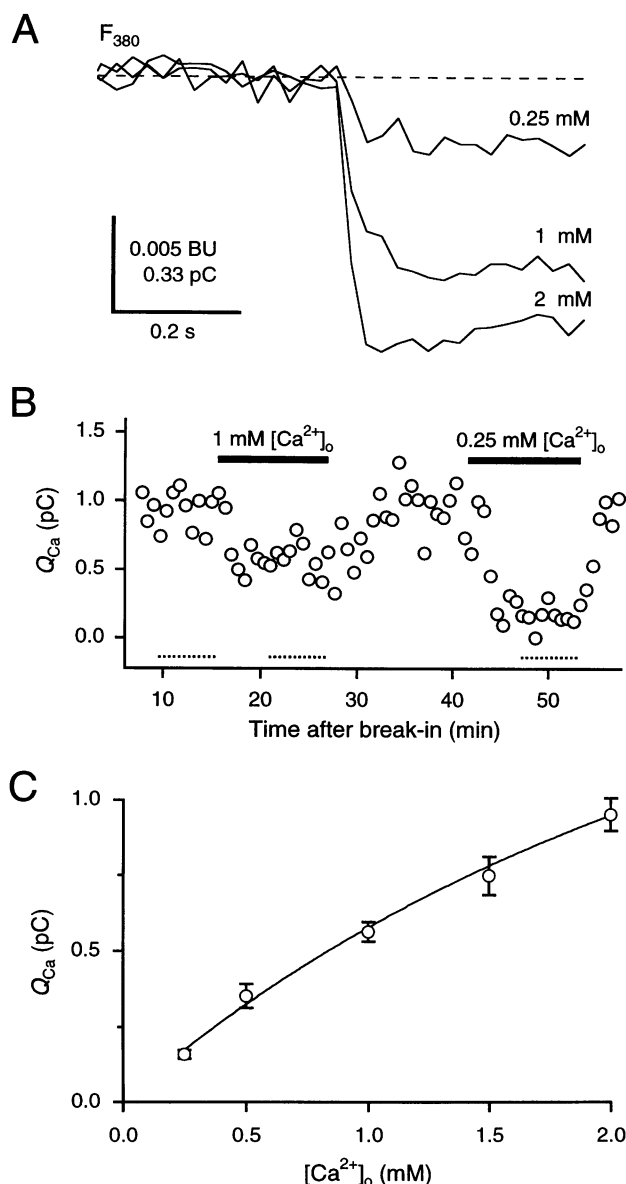 A
F380
0.25 mM
1 mM
2 mM
0.005 BU
0.33 pC
0.2 s
B
1 mM [Ca2+]o
0.25 mM [Ca2+]o
1.5
1.0
0.5
0.0
QCa (pC)
10
20
30
40
50
Time after break-in (min)
C
1.0
0.5
0.0
QCa (pC)
0.0
0.5
1.0
1.5
2.0
[Ca2+]o (mM)